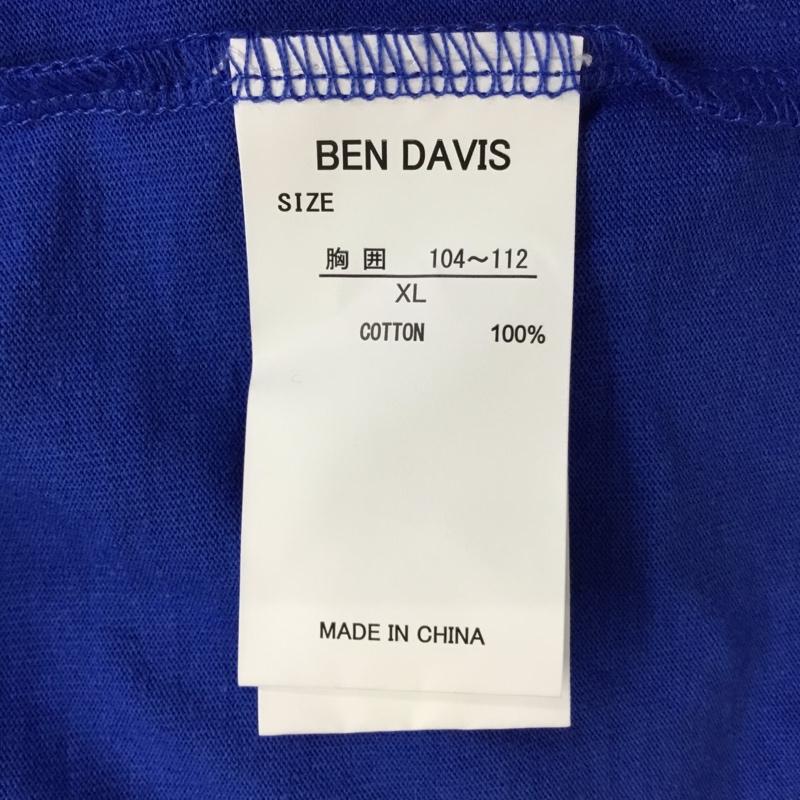 BEN DAVIS
SIZE
胸囲 104～112
XL
COTTON 100%
MADE IN CHINA